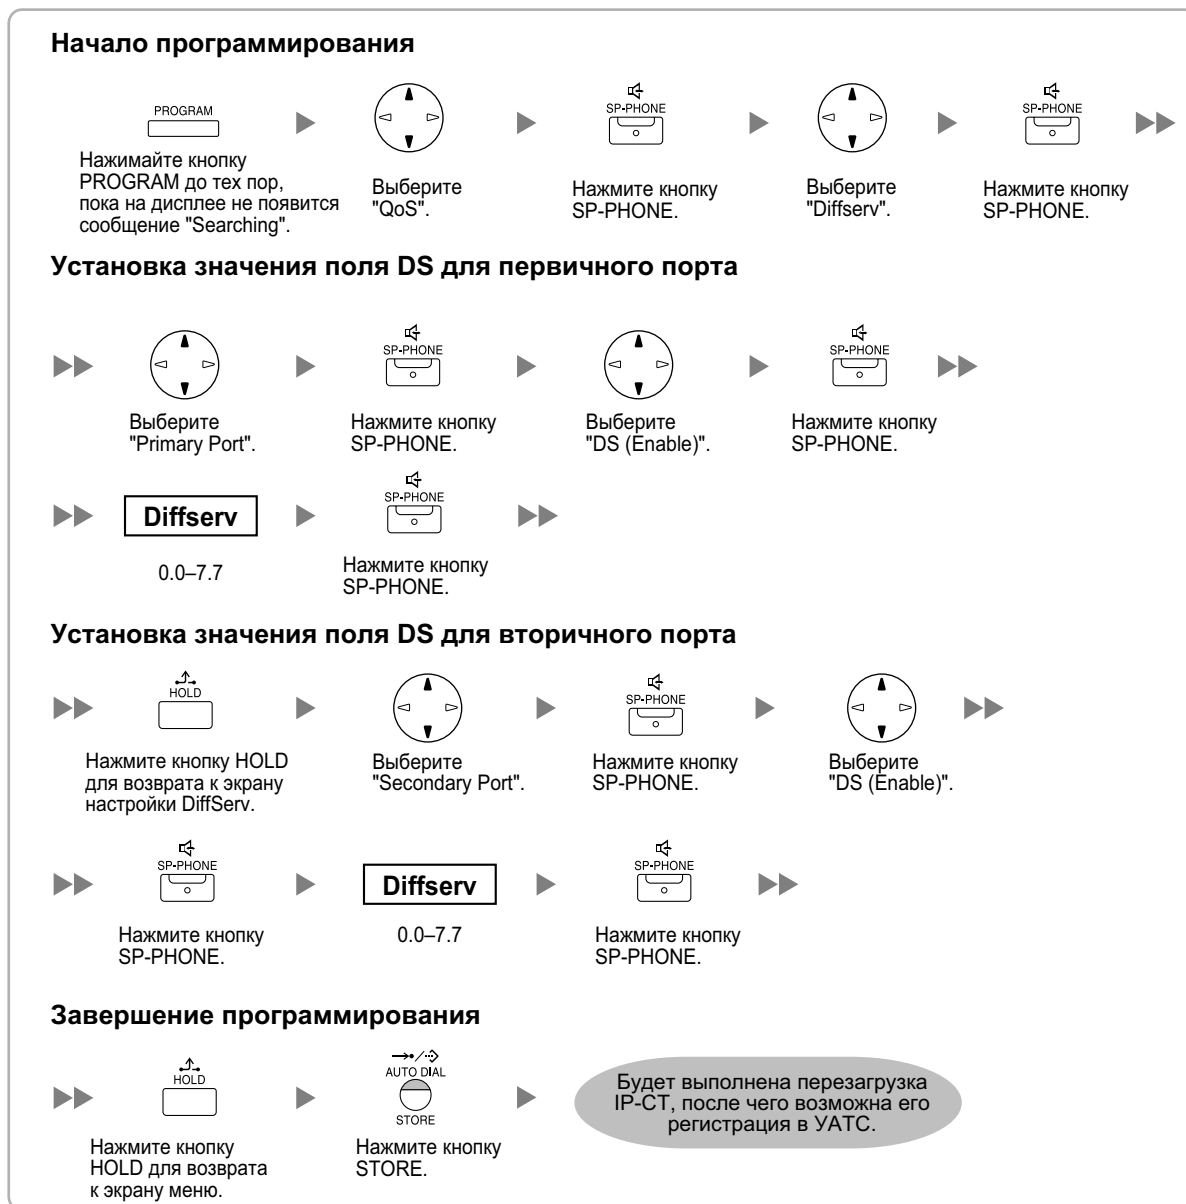 Начало программирования
PROGRAM
SP-PHONE
SP-PHONE
Нажимайте кнопку
PROGRAM до тех пор,
пока на дисплее не появится
сообщение "Searching".
Выберите
"QoS".
Нажмите кнопку
SP-PHONE.
Выберите
"Diffserv".
Нажмите кнопку
SP-PHONE.
Установка значения поля DS для первичного порта
SP-PHONE
SP-PHONE
Выберите
"Primary Port".
Нажмите кнопку
SP-PHONE.
Выберите
"DS (Enable)".
Нажмите кнопку
SP-PHONE.
Diffserv
SP-PHONE
0.0–7.7
Нажмите кнопку
SP-PHONE.
Установка значения поля DS для вторичного порта
HOLD
SP-PHONE
Нажмите кнопку HOLD
для возврата к экрану
настройки DiffServ.
Выберите
"Secondary Port".
Нажмите кнопку
SP-PHONE.
Выберите
"DS (Enable)".
SP-PHONE
Diffserv
SP-PHONE
Нажмите кнопку
SP-PHONE.
0.0–7.7
Нажмите кнопку
SP-PHONE.
Завершение программирования
HOLD
AUTO DIAL
STORE
Нажмите кнопку
HOLD для возврата
к экрану меню.
Нажмите кнопку
STORE.
Будет выполнена перезагрузка
IP-СТ, после чего возможна его
регистрация в УАТС.